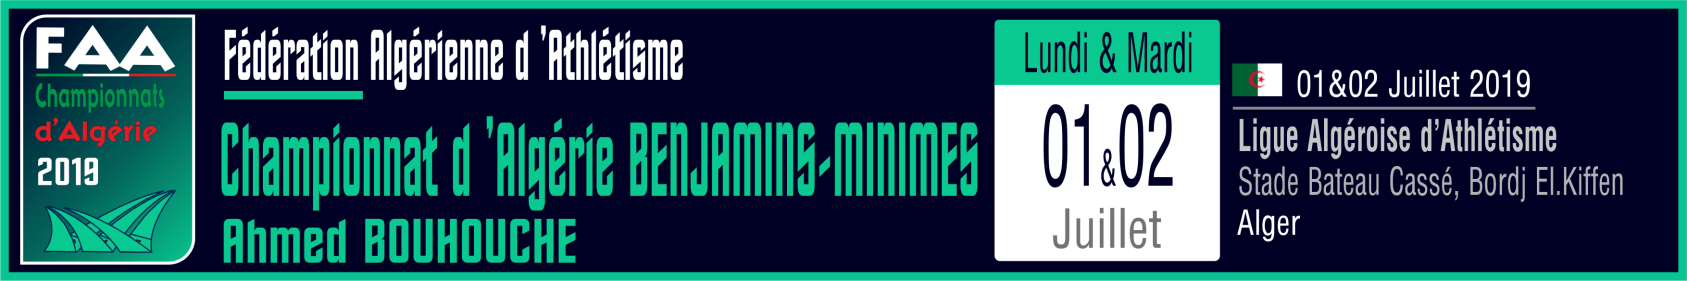 FAA
Championnats
d'Algérie
2019
Fédération Algérienne d 'Athlétisme
Championnat d 'Algérie BENJAMINS-MINIMES
Ahmed BOUHOUCHE
Lundi & Mardi
01&02
Juillet
01&02 Juillet 2019
Ligue Algéroise d'Athlétisme
Stade Bateau Cassé, Bordj El.Kiffen
Alger